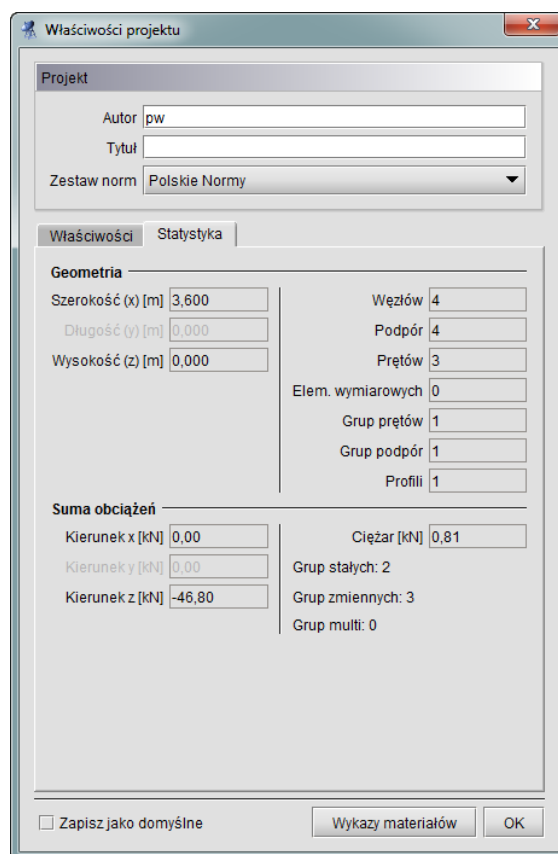 Właściwości projektu
Projekt
Autor pw
Tytuł
Zestaw norm Polskie Normy
Właściwości Statystyka
Geometria
Szerokość (x) [m] 3,600 Węzłów 4
Długość (y) [m] 0,000 Podpór 4
Wysokość (z) [m] 0,000 Prętów 3
Elem. wymiarowych 0
Grup prętów 1
Grup podpór 1
Profili 1
Suma obciążeń
Kierunek x [kN] 0,00 Ciężar [kN] 0,81
Kierunek y [kN] 0,00 Grup stałych: 2
Kierunek z [kN] -46,80 Grup zmiennych: 3
Grup multi: 0
Zapisz jako domyślne Wykazy materiałów OK